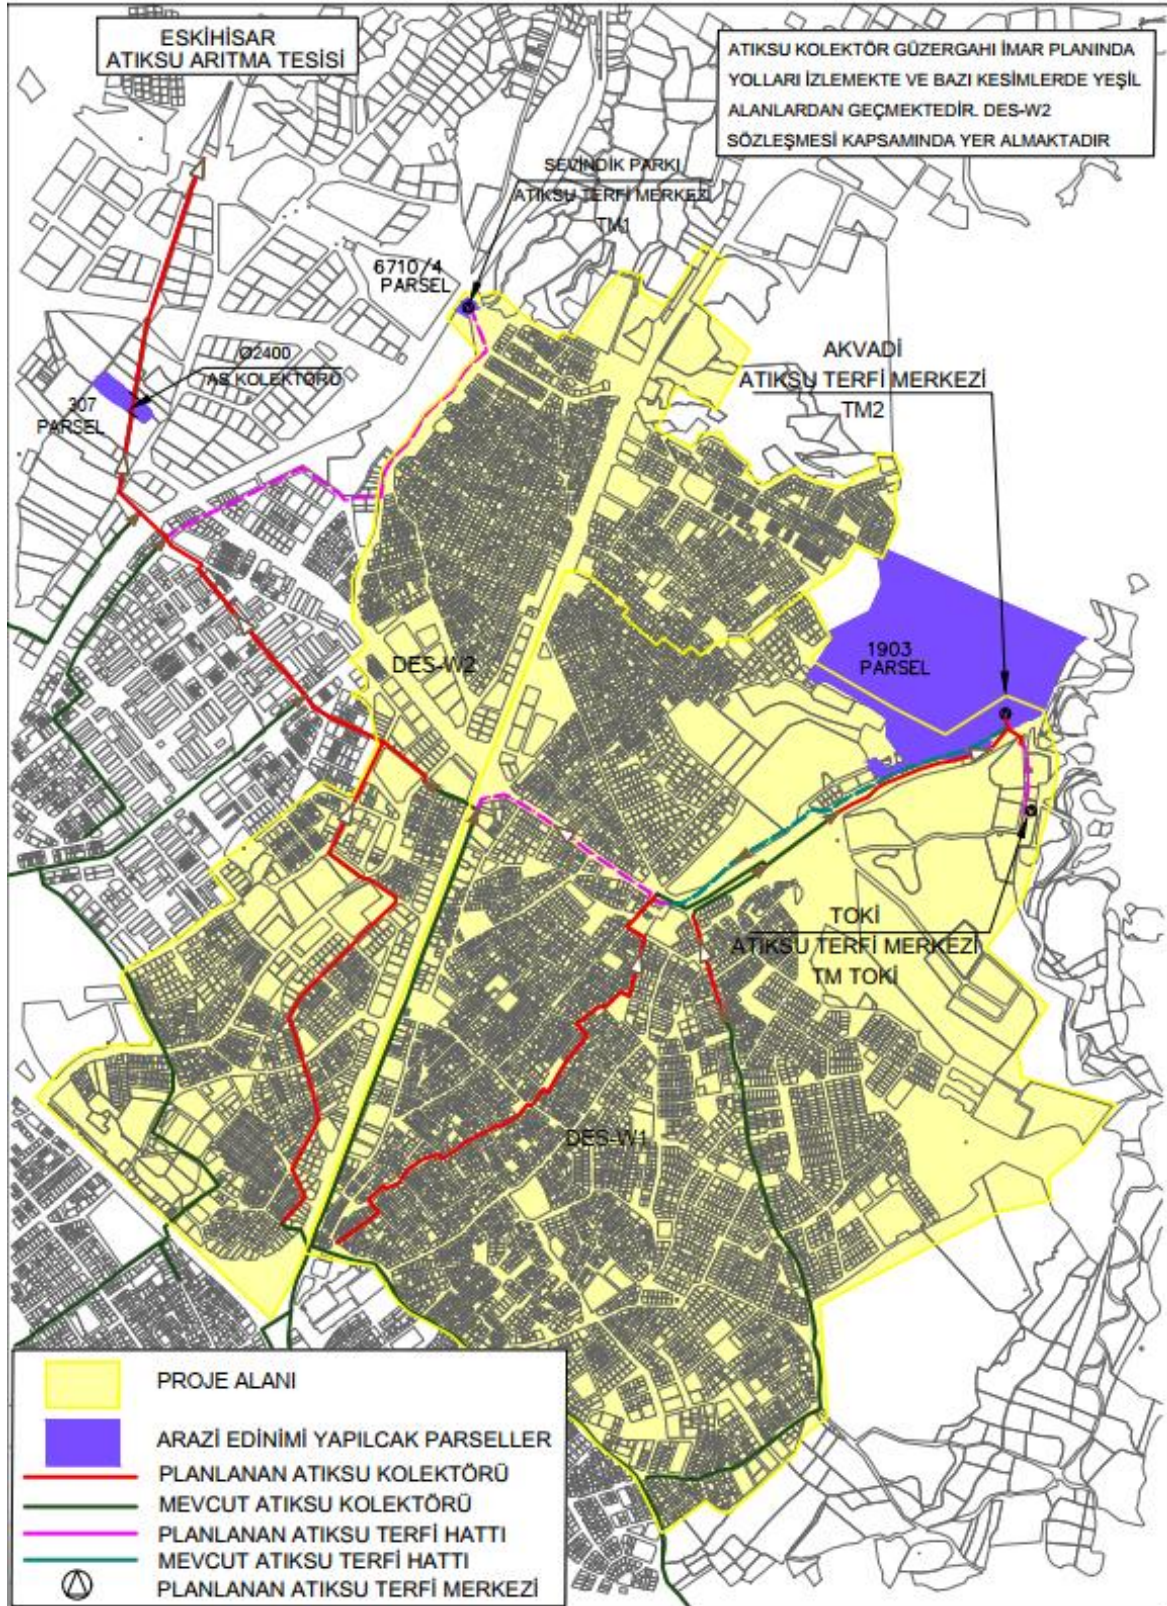 ESKİHİSAR
ATIKSU ARITMA TESİSİ
ATIKSU KOLEKTÖR GÜZERGAHI İMAR PLANINDA
YOLLARI İZLEMEKTE VE BAZI KESİMLERDE YEŞİL
ALANLARDAN GEÇMEKTEDİR. DES-W2
SÖZLEŞMESİ KAPSAMINDA YER ALMAKTADIR
SEVİNDİK PARKI
ATIKSU TERFİ MERKEZİ
TM1
6710/4
PARSEL
Ø2400
AS KOLEKTÖRÜ
307
PARSEL
AKVADİ
ATIKSU TERFİ MERKEZİ
TM2
DES-W2
1903
PARSEL
TOKİ
ATIKSU TERFİ MERKEZİ
TM TOKİ
DES-W1
PROJE ALANI
ARAZİ EDİNİMİ YAPILCAK PARSELLER
PLANLANAN ATIKSU KOLEKTÖRÜ
MEVCUT ATIKSU KOLEKTÖRÜ
PLANLANAN ATIKSU TERFİ HATTI
MEVCUT ATIKSU TERFİ HATTI
PLANLANAN ATIKSU TERFİ MERKEZİ